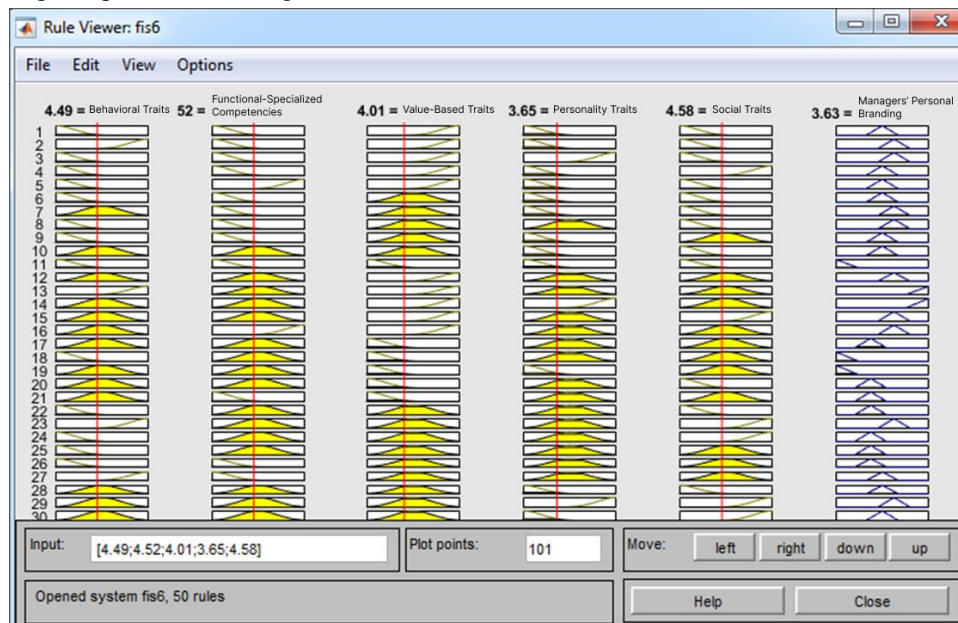 Rule Viewer: fis6
File Edit View Options
4.49 = Behavioral Traits
52 = Functional-Specialized Competencies
4.01 = Value-Based Traits
3.65 = Personality Traits
4.58 = Social Traits
3.63 = Managers' Personal Branding
1
2
3
4
5
6
7
8
9
10
11
12
13
14
15
16
17
18
19
20
21
22
23
24
25
26
27
28
29
30
Input: [4.49;4.52;4.01;3.65;4.58]
Plot points: 101
Move: left right down up
Opened system fis6, 50 rules
Help Close